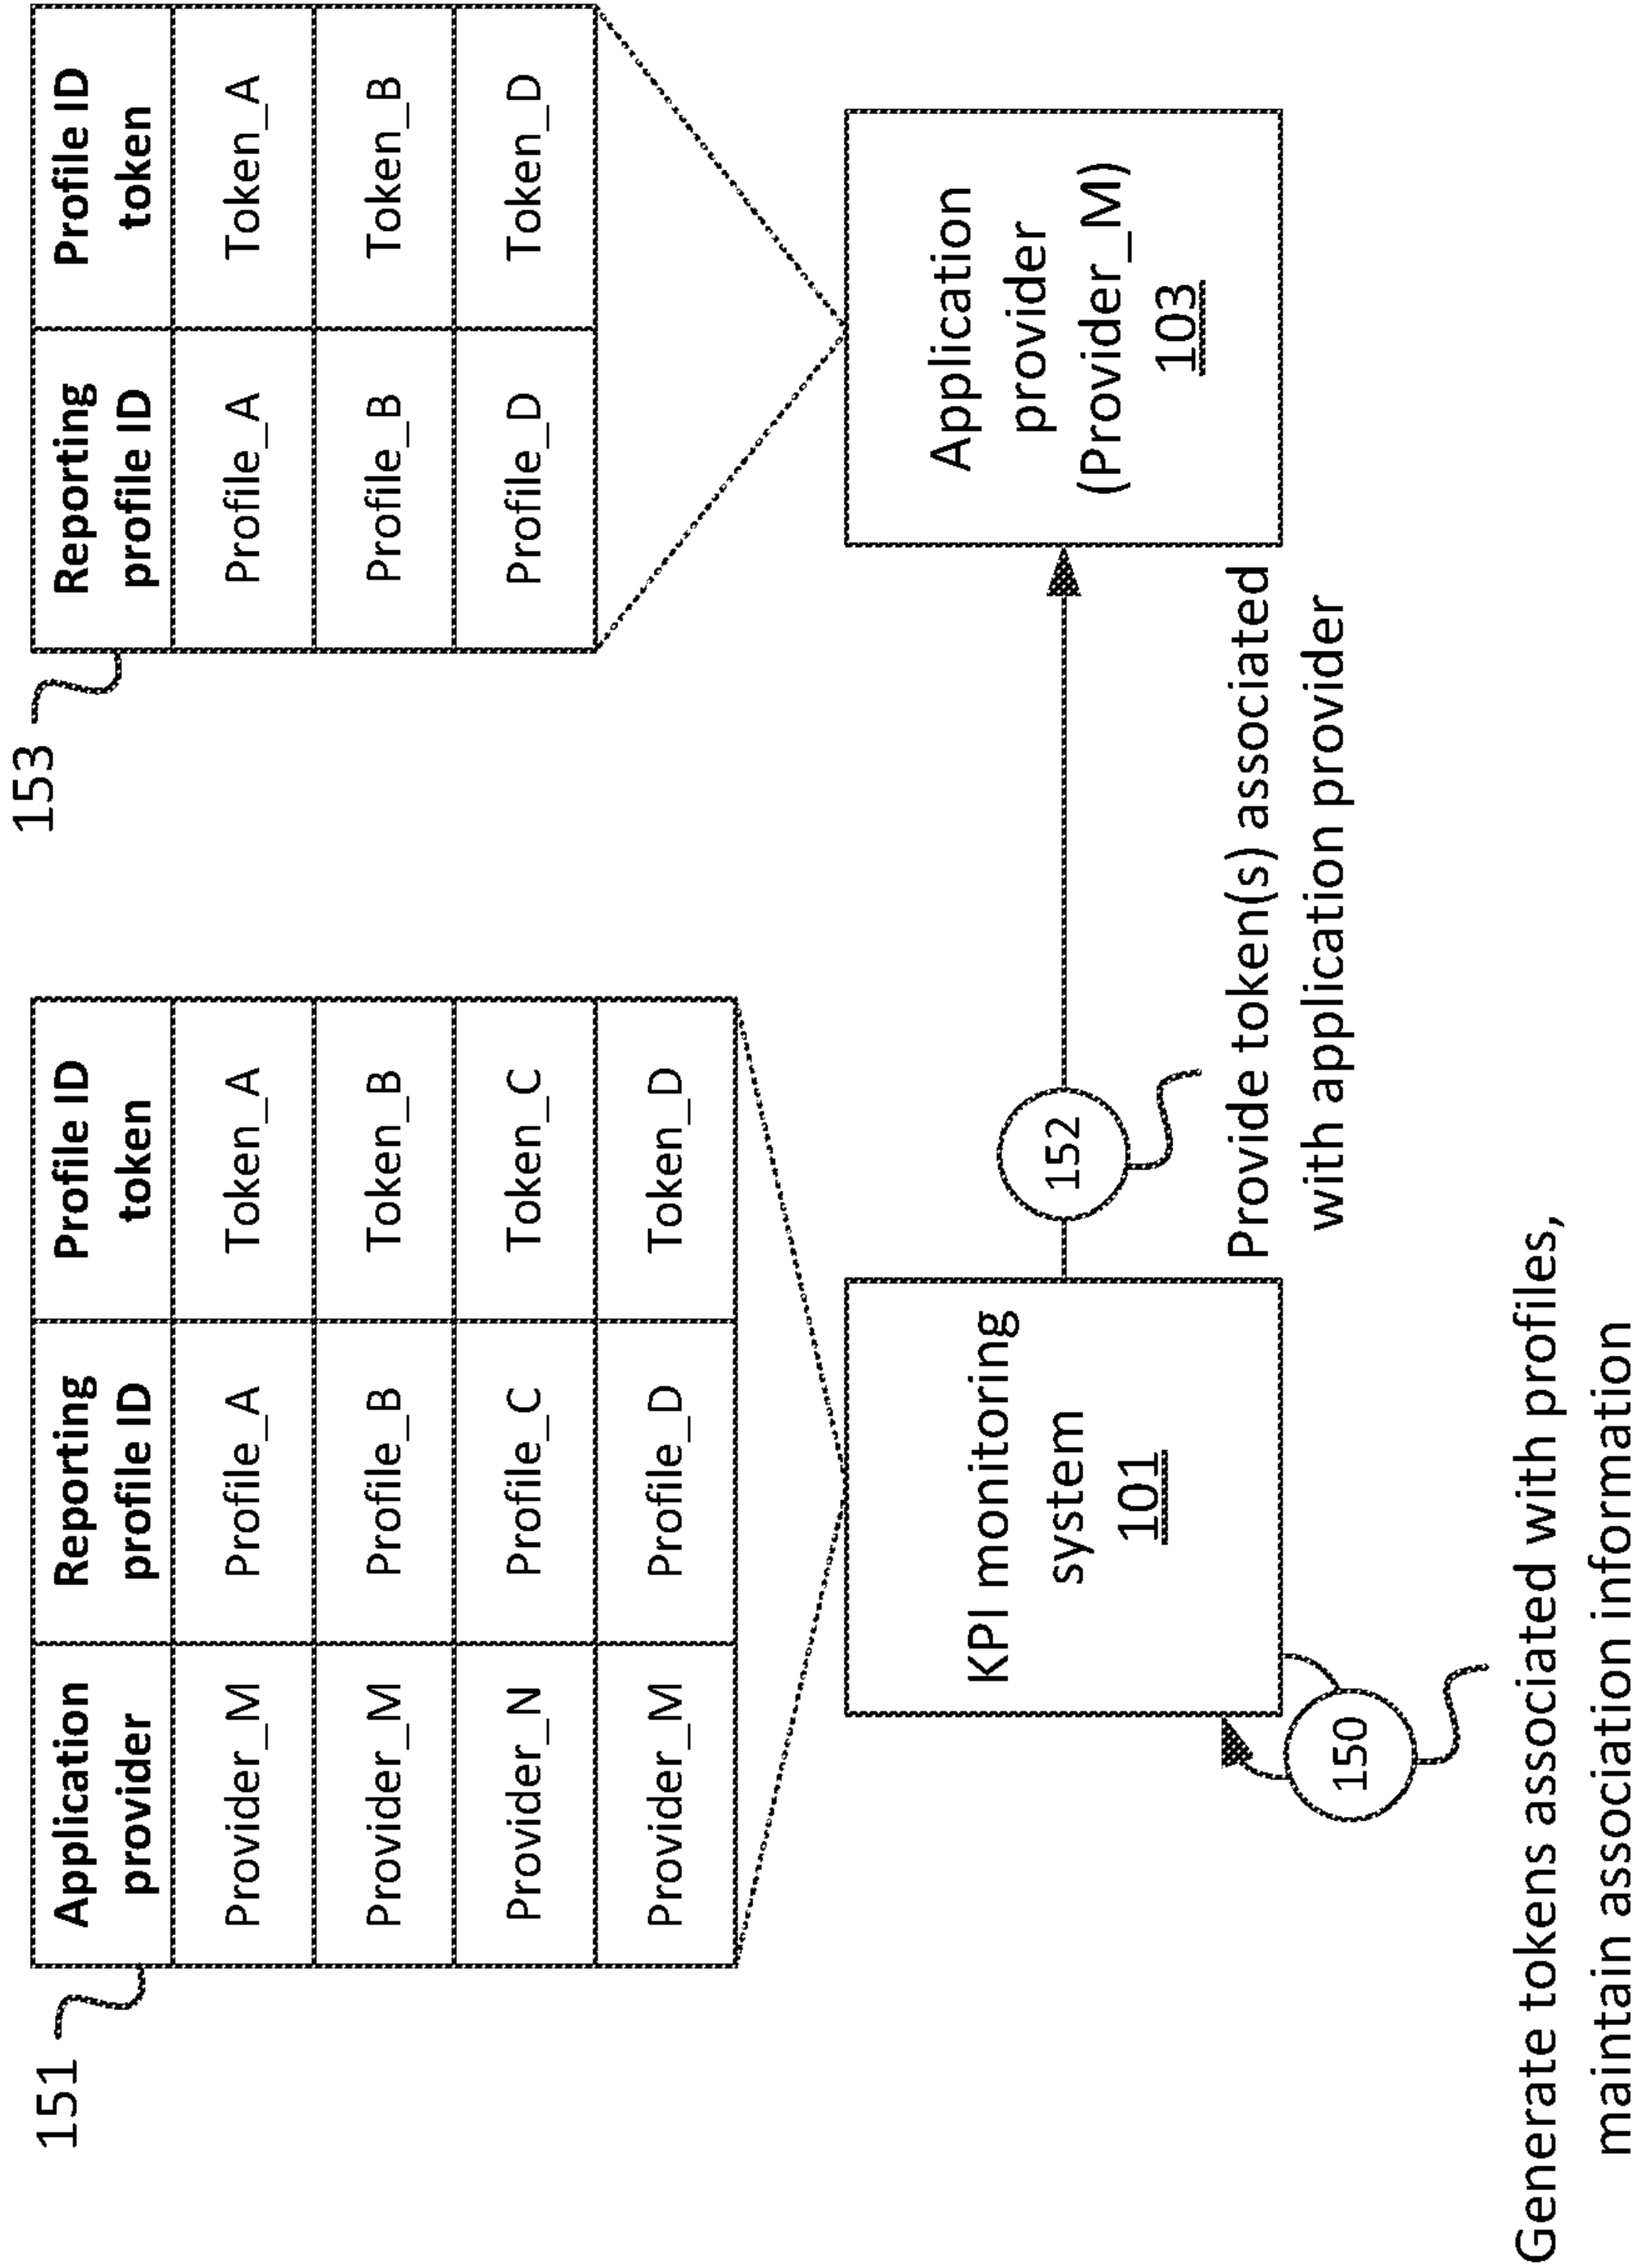 151
Application provider
Reporting profile ID
Profile ID token
Provider_M
Profile_A
Token_A
Provider_M
Profile_B
Token_B
Provider_N
Profile_C
Token_C
Provider_M
Profile_D
Token_D
153
Reporting profile ID
Profile ID token
Profile_A
Token_A
Profile_B
Token_B
Profile_D
Token_D
KPI monitoring
system
101
152
Application
provider
(Provider_M)
103
Provide token(s) associated
with application provider
150
Generate tokens associated with profiles,
maintain association information